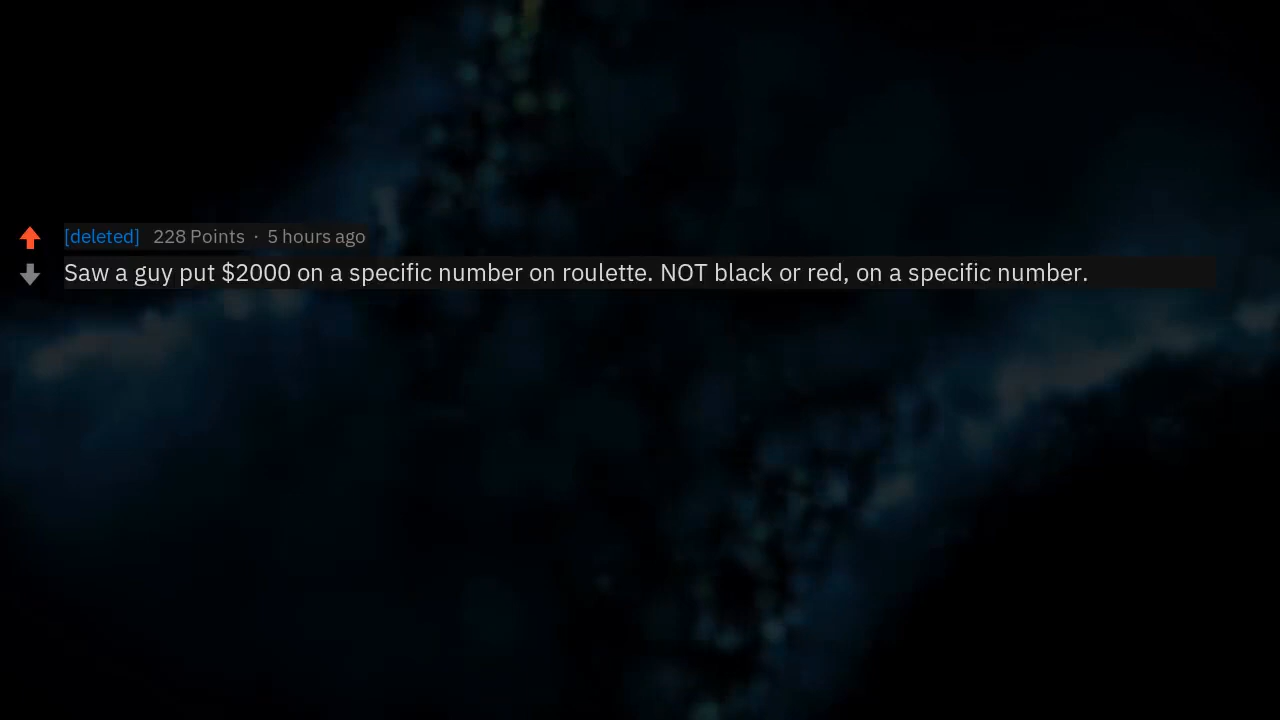 [deleted] 228 Points · 5 hours ago
Saw a guy put $2000 on a specific number on roulette. NOT black or red, on a specific number.